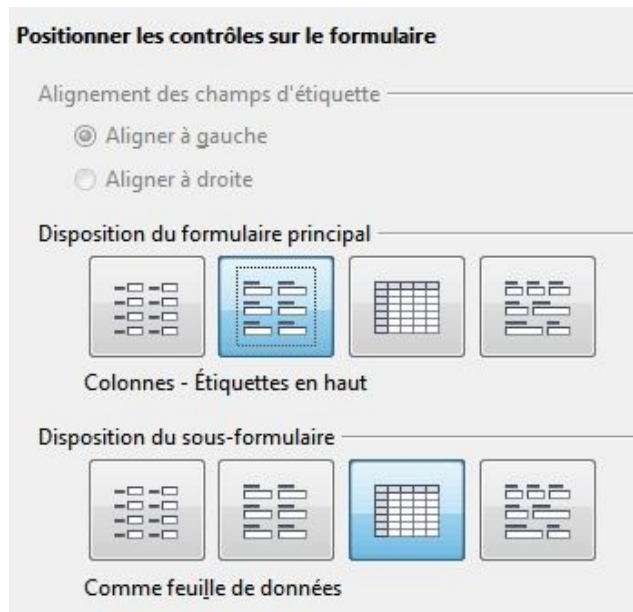 Positionner les contrôles sur le formulaire
Alignement des champs d'étiquette
Aligner à gauche
Aligner à droite
Disposition du formulaire principal
Colonnes - Étiquettes en haut
Disposition du sous-formulaire
Comme feuille de données